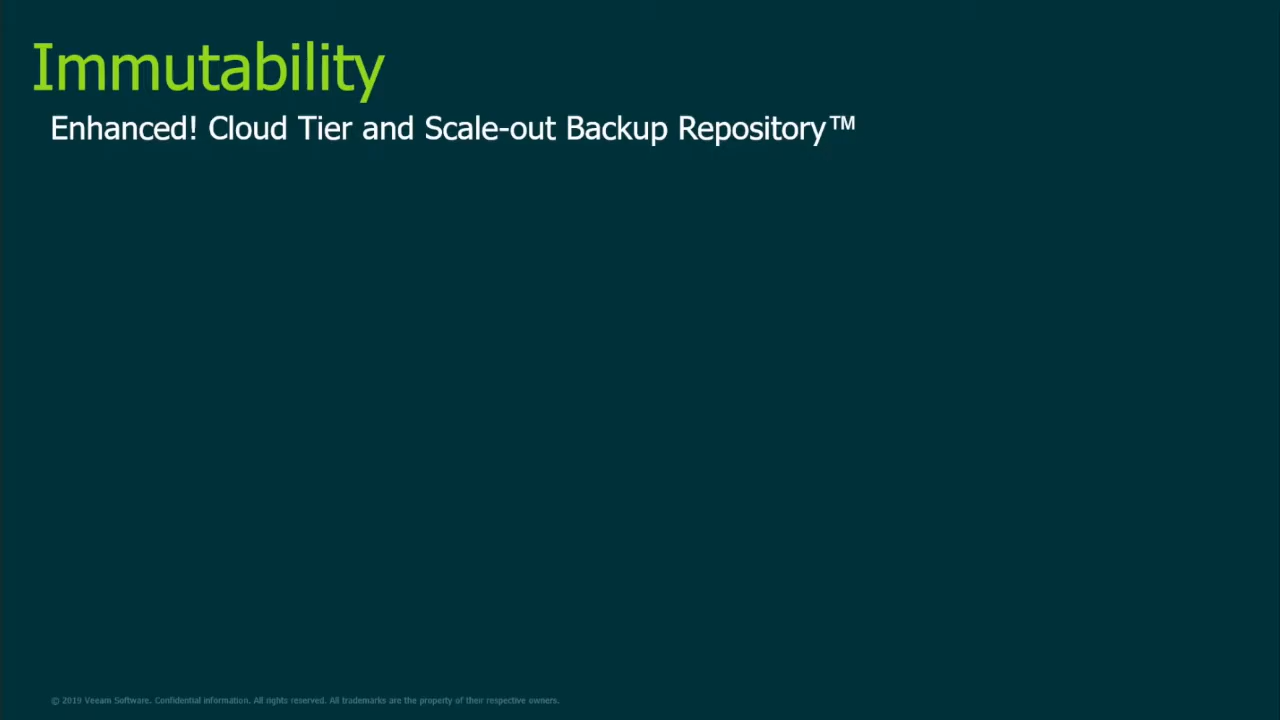 Immutability
Enhanced! Cloud Tier and Scale-out Backup Repository™
© 2019 Veeam Software. Confidential information. All rights reserved. All trademarks are the property of their respective owners.